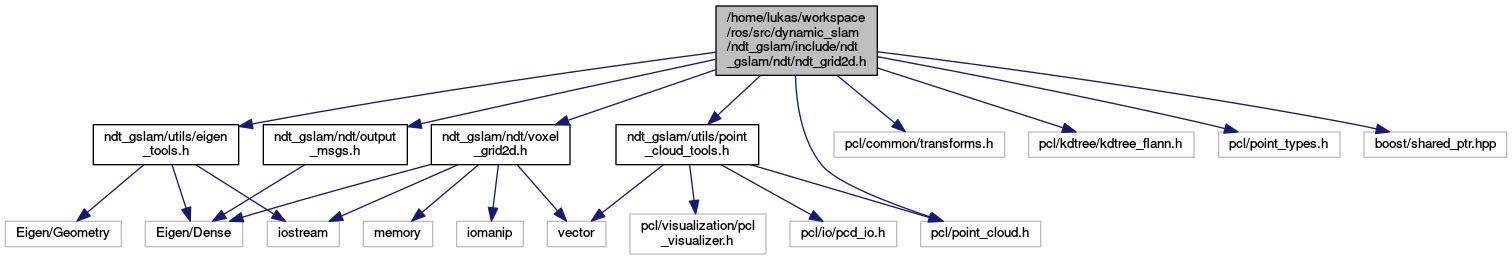 /home/lukas/workspace
/ros/src/dynamic_slam
/ndt_gslam/include/ndt
_gslam/ndt/ndt_grid2d.h
ndt_gslam/utils/eigen
_tools.h
ndt_gslam/ndt/output
_msgs.h
ndt_gslam/ndt/voxel
_grid2d.h
ndt_gslam/utils/point
_cloud_tools.h
pcl/common/transforms.h
pcl/kdtree/kdtree_flann.h
pcl/point_types.h
boost/shared_ptr.hpp
Eigen/Geometry
Eigen/Dense
iostream
memory
iomanip
vector
pcl/visualization/pcl
_visualizer.h
pcl/io/pcd_io.h
pcl/point_cloud.h